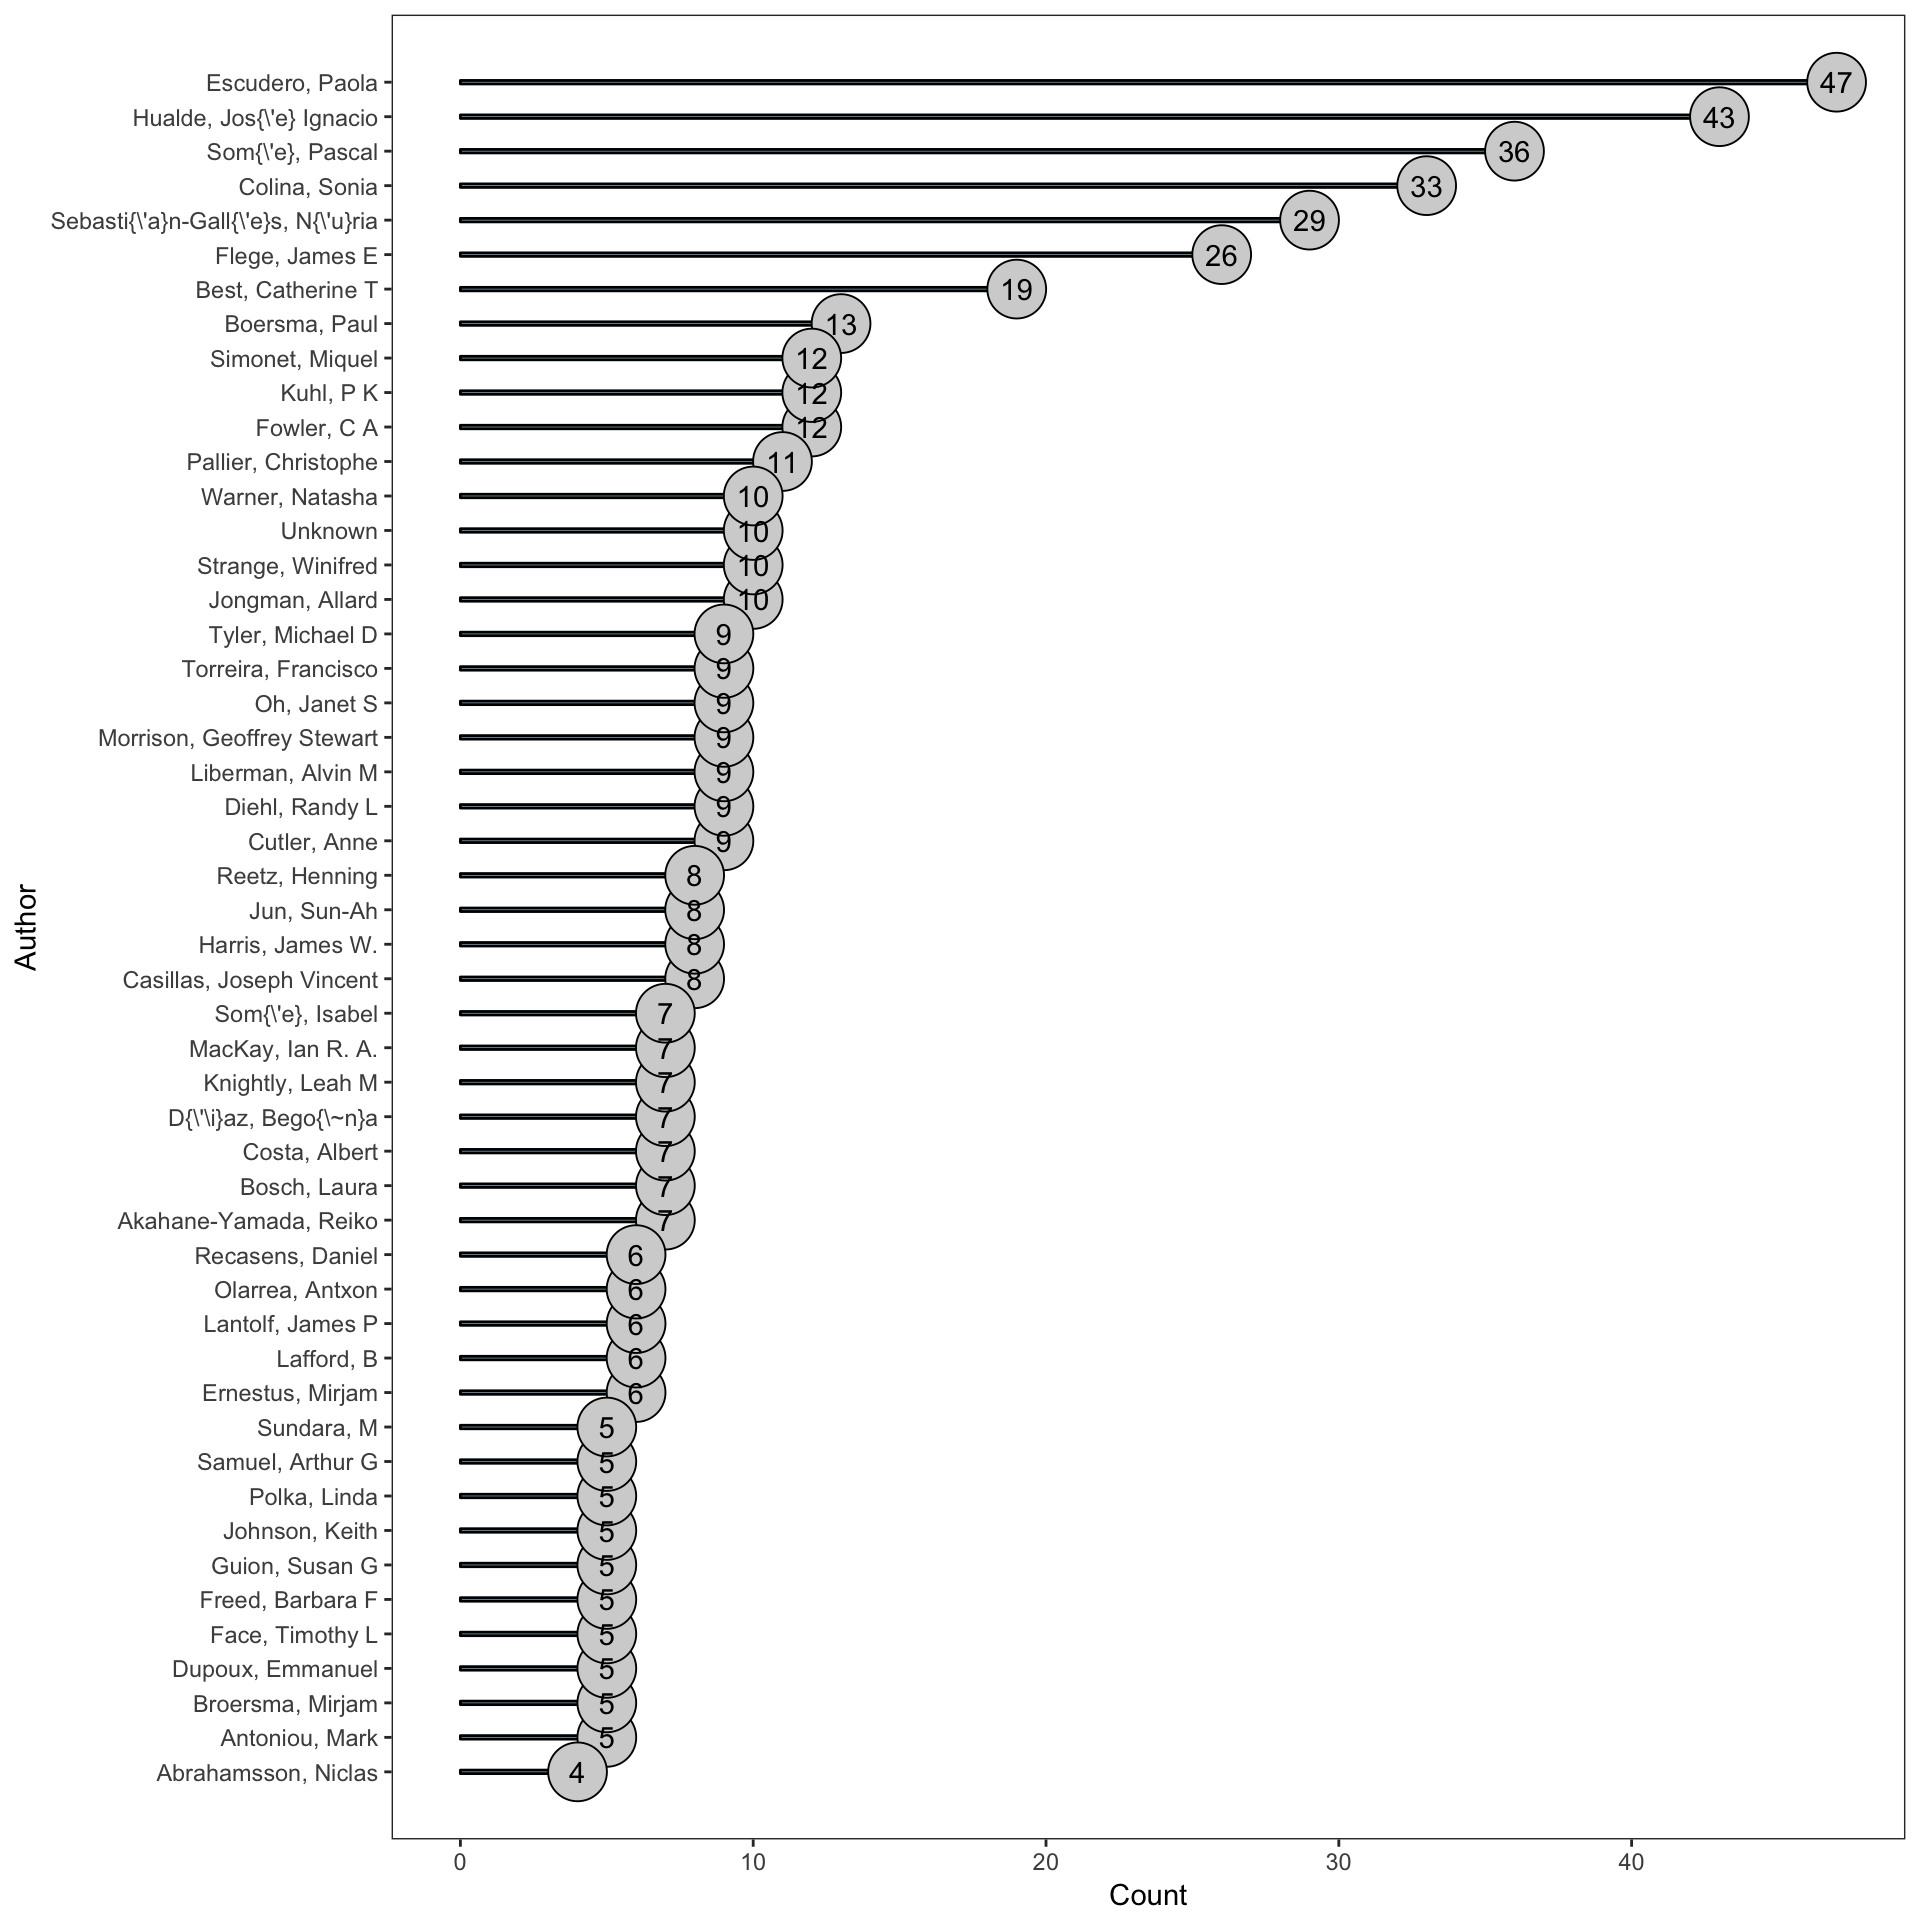 Escudero, Paola 47
Hualde, Jos{\'e} Ignacio 43
Som{\'e}, Pascal 36
Colina, Sonia 33
Sebasti{\'a}n-Gall{\'e}s, N{\'u}ria 29
Flege, James E 26
Best, Catherine T 19
Boersma, Paul 13
Simonet, Miquel 12
Kuhl, P K 12
Fowler, C A 12
Pallier, Christophe 11
Warner, Natasha 10
Unknown 10
Strange, Winifred 10
Jongman, Allard 10
Tyler, Michael D 9
Torreira, Francisco 9
Oh, Janet S 9
Morrison, Geoffrey Stewart 9
Liberman, Alvin M 9
Diehl, Randy L 9
Cutler, Anne 9
Reetz, Henning 8
Jun, Sun-Ah 8
Harris, James W. 8
Casillas, Joseph Vincent 8
Som{\'e}, Isabel 7
MacKay, Ian R. A. 7
Knightly, Leah M 7
D{\'\i}az, Bego{\~n}a 7
Costa, Albert 7
Bosch, Laura 7
Akahane-Yamada, Reiko 7
Recasens, Daniel 6
Olarrea, Antxon 6
Lantolf, James P 6
Lafford, B 6
Ernestus, Mirjam 6
Sundara, M 5
Samuel, Arthur G 5
Polka, Linda 5
Johnson, Keith 5
Guion, Susan G 5
Freed, Barbara F 5
Face, Timothy L 5
Dupoux, Emmanuel 5
Broersma, Mirjam 5
Antoniou, Mark 5
Abrahamsson, Niclas 4
Author
0 10 20 30 40
Count